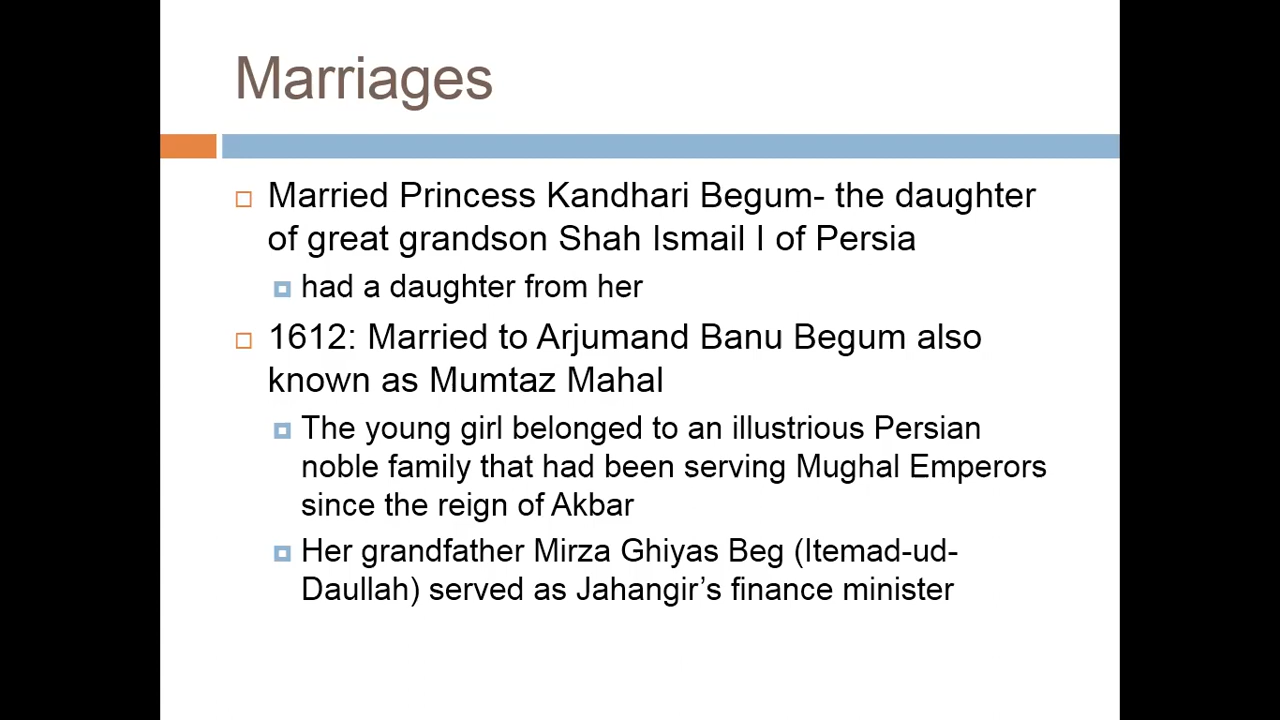 Marriages
Married Princess Kandhari Begum- the daughter
of great grandson Shah Ismail I of Persia
had a daughter from her
1612: Married to Arjumand Banu Begum also
known as Mumtaz Mahal
The young girl belonged to an illustrious Persian
noble family that had been serving Mughal Emperors
since the reign of Akbar
Her grandfather Mirza Ghiyas Beg (Itemad-ud-
Daullah) served as Jahangir’s finance minister